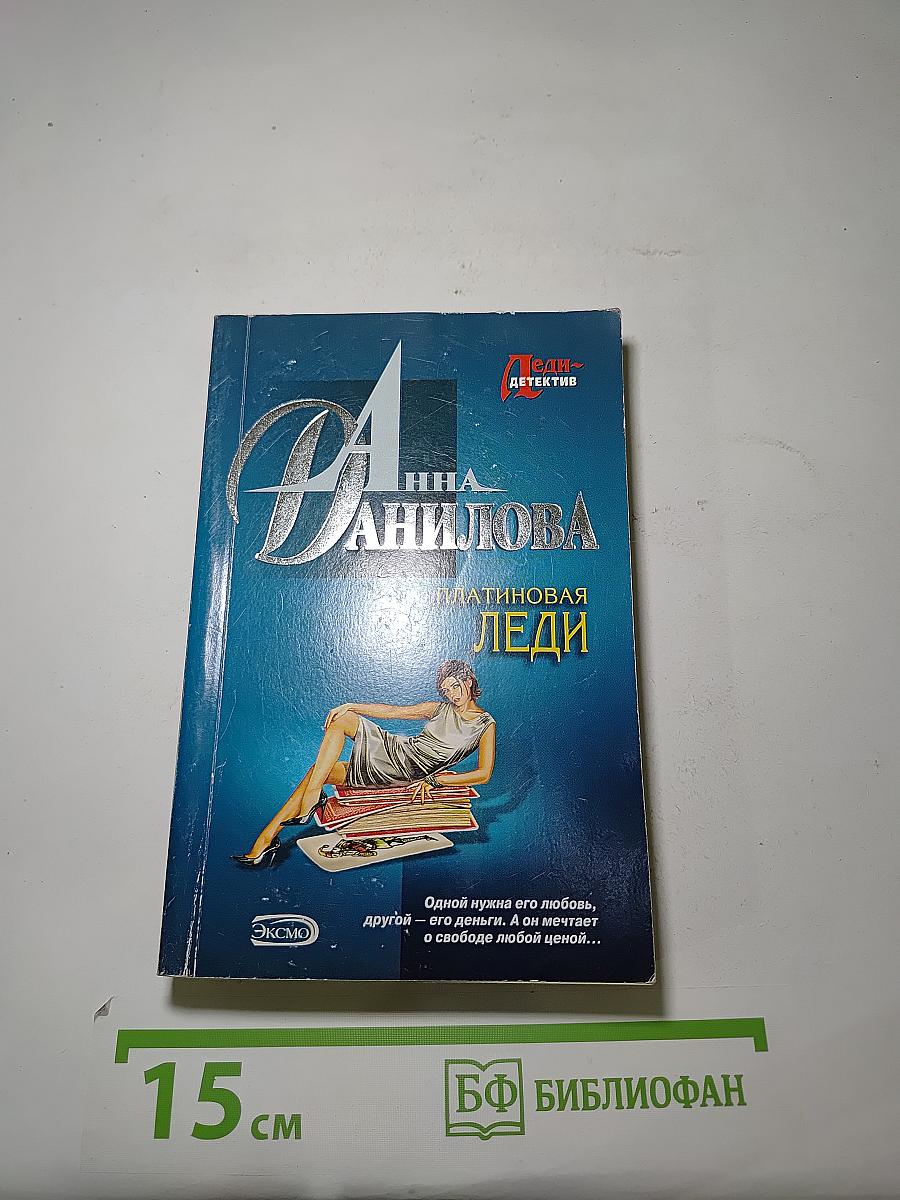 Леди-
ДЕТЕКТИВ
АННА
ДАНИЛОВА
ПЛАТИНОВАЯ
ЛЕДИ
Одной нужна его любовь,
другой – его деньги. А он мечтает
о свободе любой ценой...
ЭКСМО
15 см
БФ БИБЛИОФАН